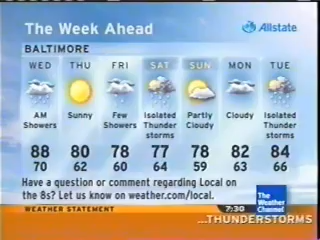 The Week Ahead
Allstate
BALTIMORE
WED THU FRI SAT SUN MON TUE
AM Showers Sunny Few Showers Isolated Thunder storms Partly Cloudy Cloudy Isolated Thunder storms
88 80 78 77 78 82 84
70 62 60 64 59 63 66
Have a question or comment regarding Local on
the 8s? Let us know on weather.com/local.
The Weather Channel
WEATHER STATEMENT 7:30
...THUNDERSTORMS